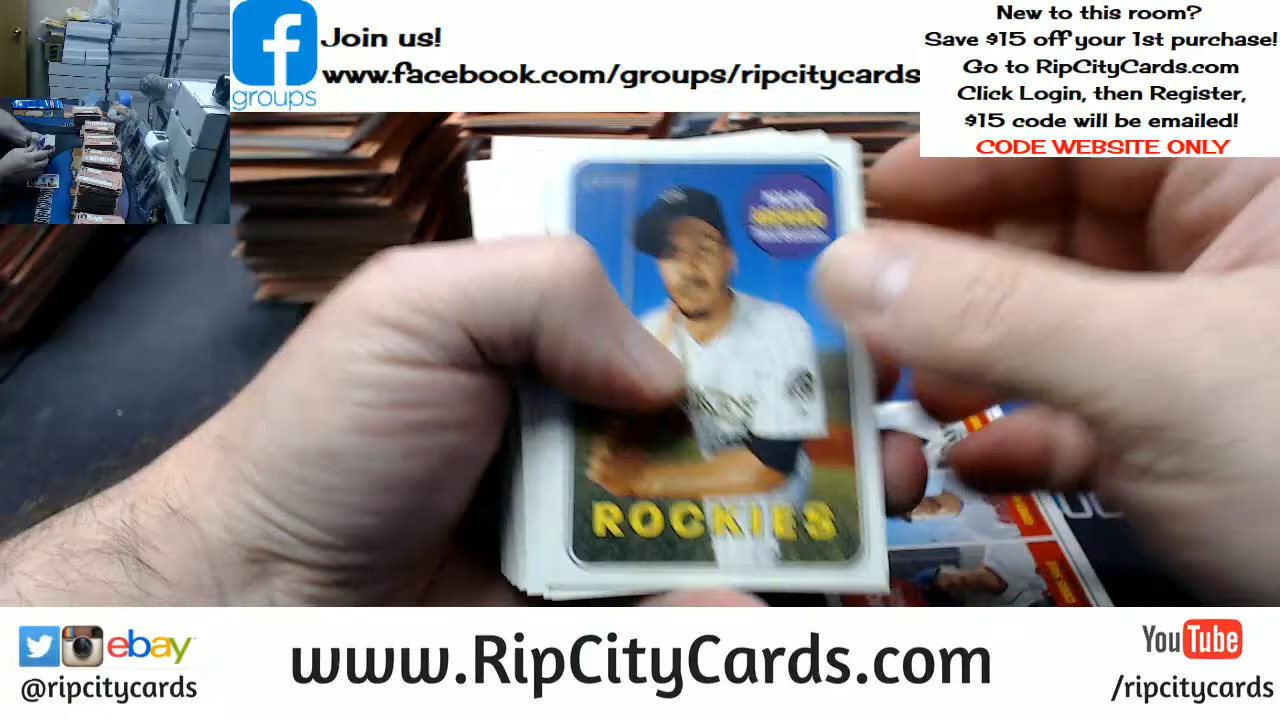 groups
Join us!
www.facebook.com/groups/ripcitycards
New to this room?
Save $15 off your 1st purchase!
Go to RipCityCards.com
Click Login, then Register,
$15 code will be emailed!
CODE WEBSITE ONLY
ROCKIES
ebay
@ripcitycards
www.RipCityCards.com
YouTube
/ripcitycards